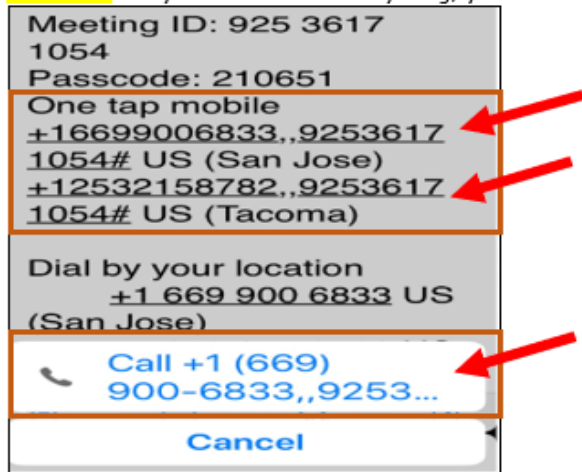 Meeting ID: 925 3617
1054
Passcode: 210651
One tap mobile
+16699006833,,9253617
1054# US (San Jose)
+12532158782,,9253617
1054# US (Tacoma)
Dial by your location
+1 669 900 6833 US
(San Jose)
Call +1 (669)
900-6833,,9253...
Cancel